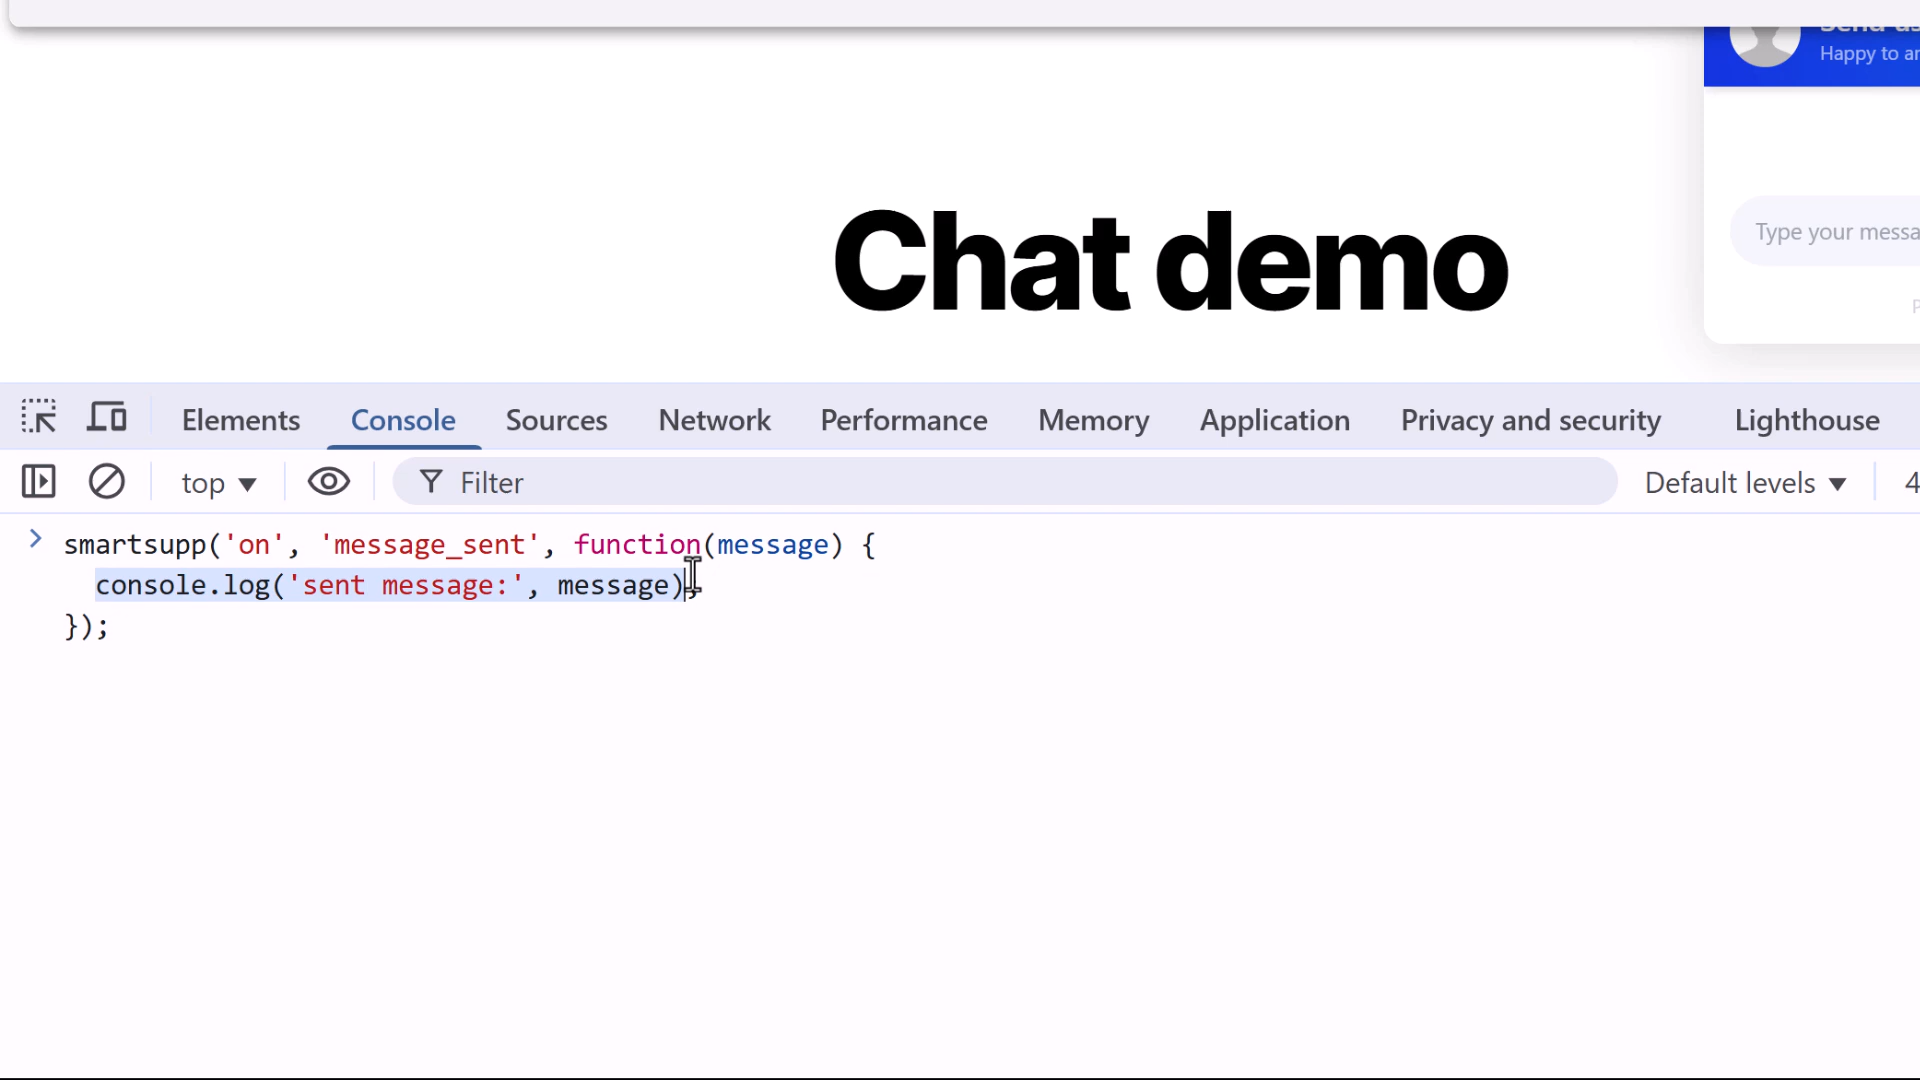 Happy to
Chat demo
Type your messa
Elements Console Sources Network Performance Memory Application Privacy and security Lighthouse
top Filter Default levels 4
smartsupp('on', 'message_sent', function(message) {
console.log('sent message:', message);
});